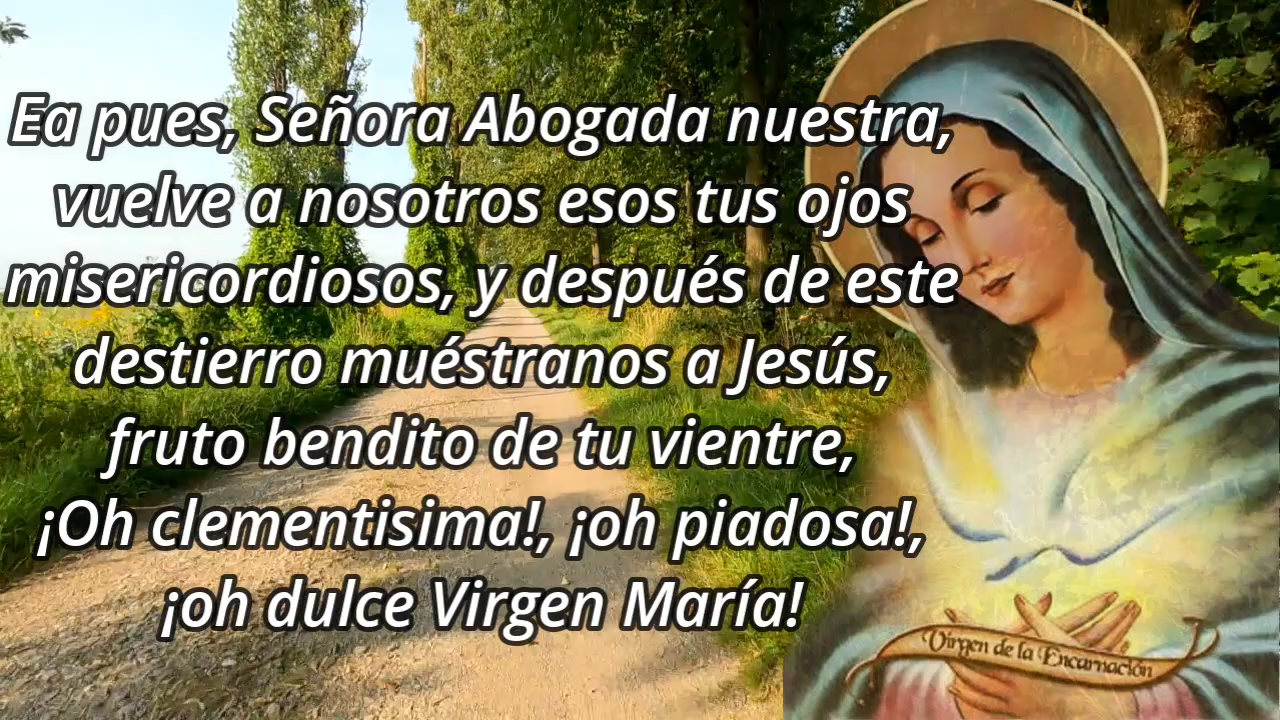 Ea pues, Señora Abogada nuestra,
vuelve a nosotros esos tus ojos
misericordiosos, y después de este
destierro muéstranos a Jesús,
fruto bendito de tu vientre,
¡Oh clementisima!, ¡oh piadosa!,
¡oh dulce Virgen María!
Virgen de la Encarnación